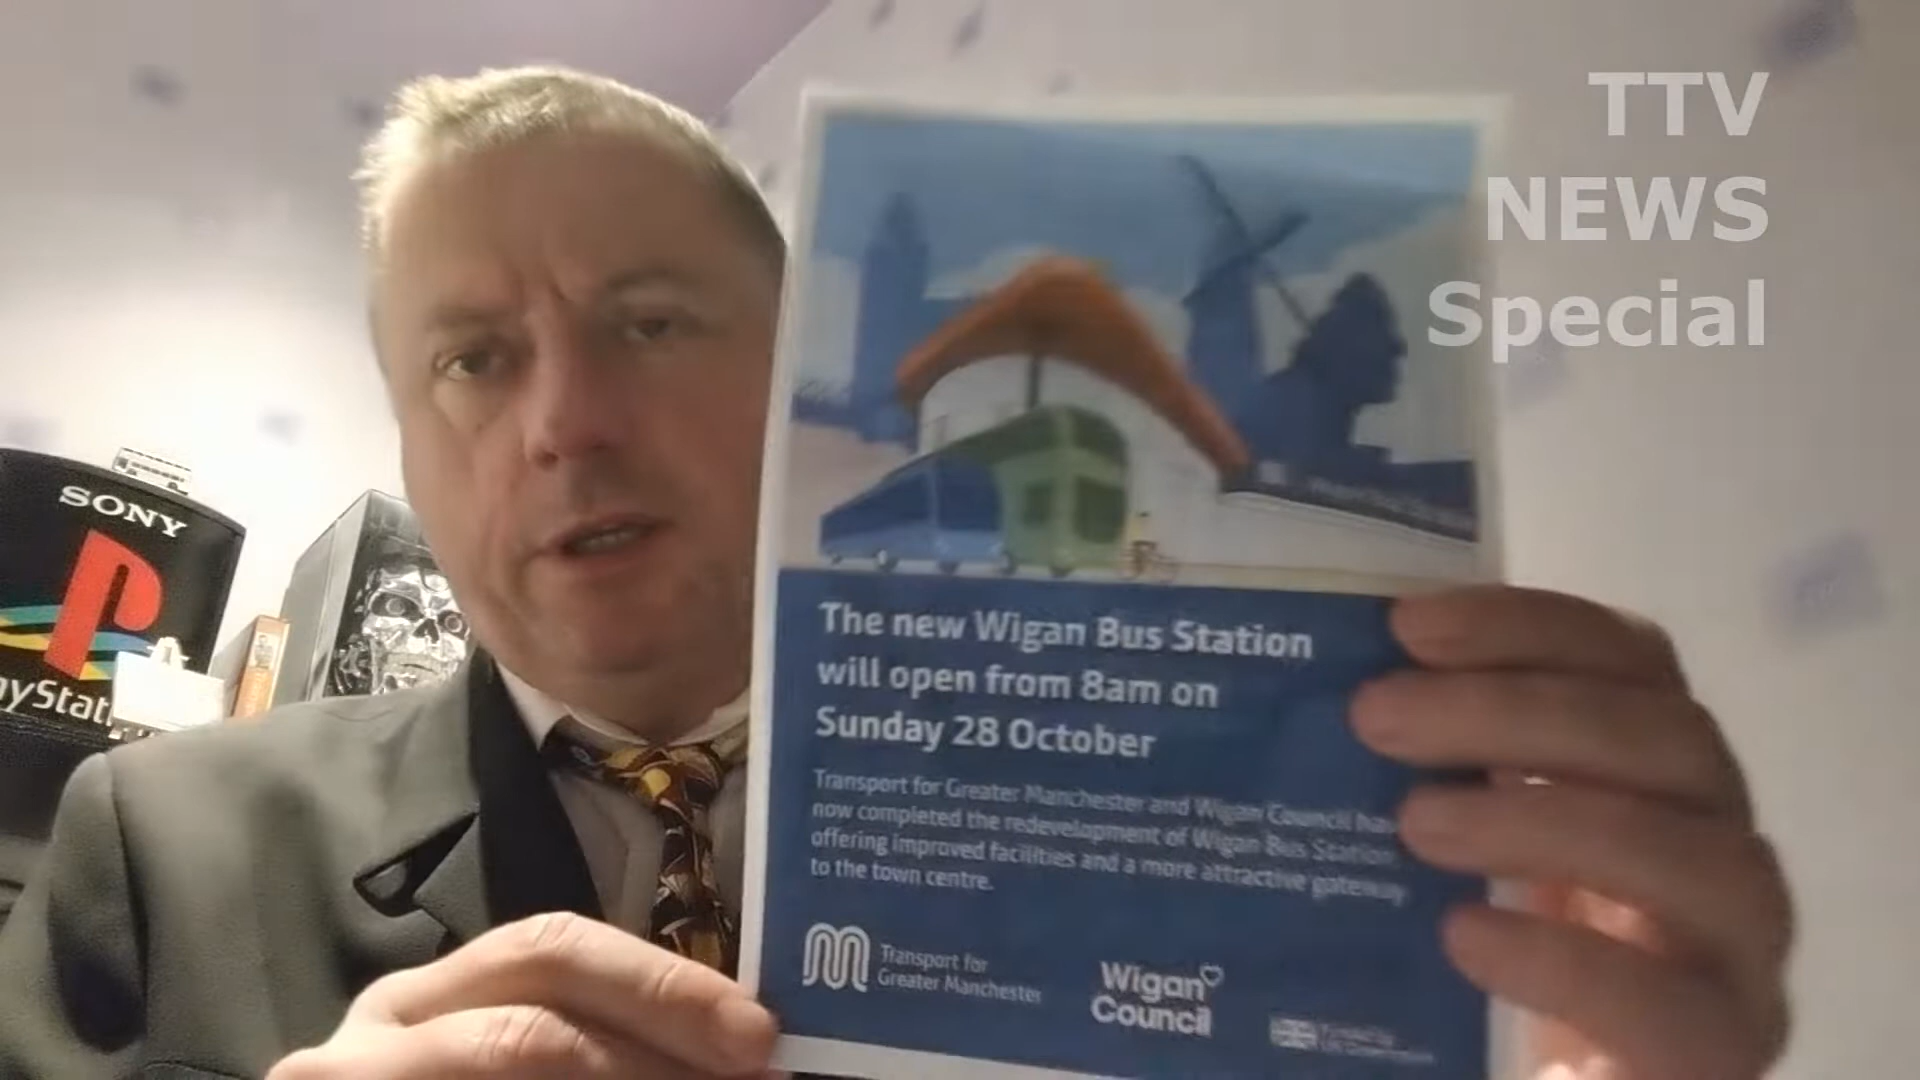 TTV
NEWS
Special
SONY
The new Wigan Bus Station
will open from 8am on
Sunday 28 October
Transport for Greater Manchester and Wigan Council
now completed the redevelopment of Wigan Bus Station
offering improved facilities and a more attractive gateway
to the town centre.
Transport for
Greater Manchester
Wigan
Council